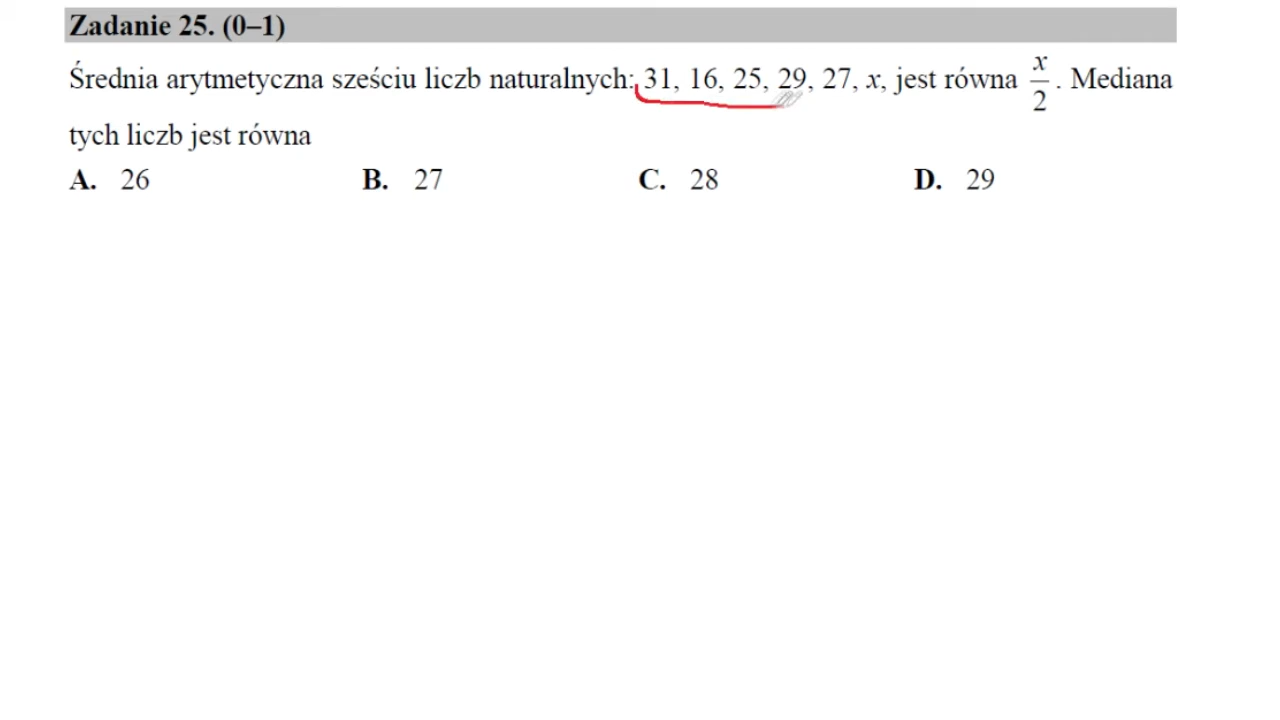 Zadanie 25. (0–1)
Średnia arytmetyczna sześciu liczb naturalnych: 31, 16, 25, 29, 27, x, jest równa x/2 . Mediana
tych liczb jest równa
A. 26 B. 27 C. 28 D. 29